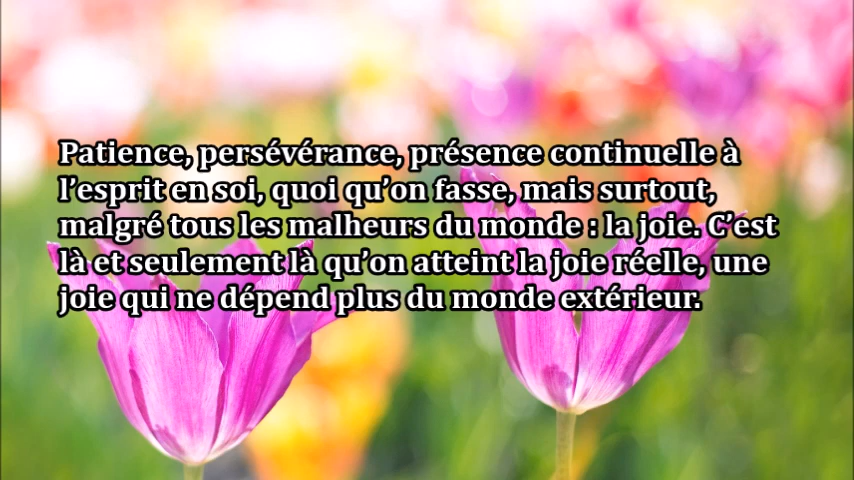 Patience, persévérance, présence continuelle à
l’esprit en soi, quoi qu’on fasse, mais surtout,
malgré tous les malheurs du monde : la joie. C’est
là et seulement là qu’on atteint la joie réelle, une
joie qui ne dépend plus du monde extérieur.